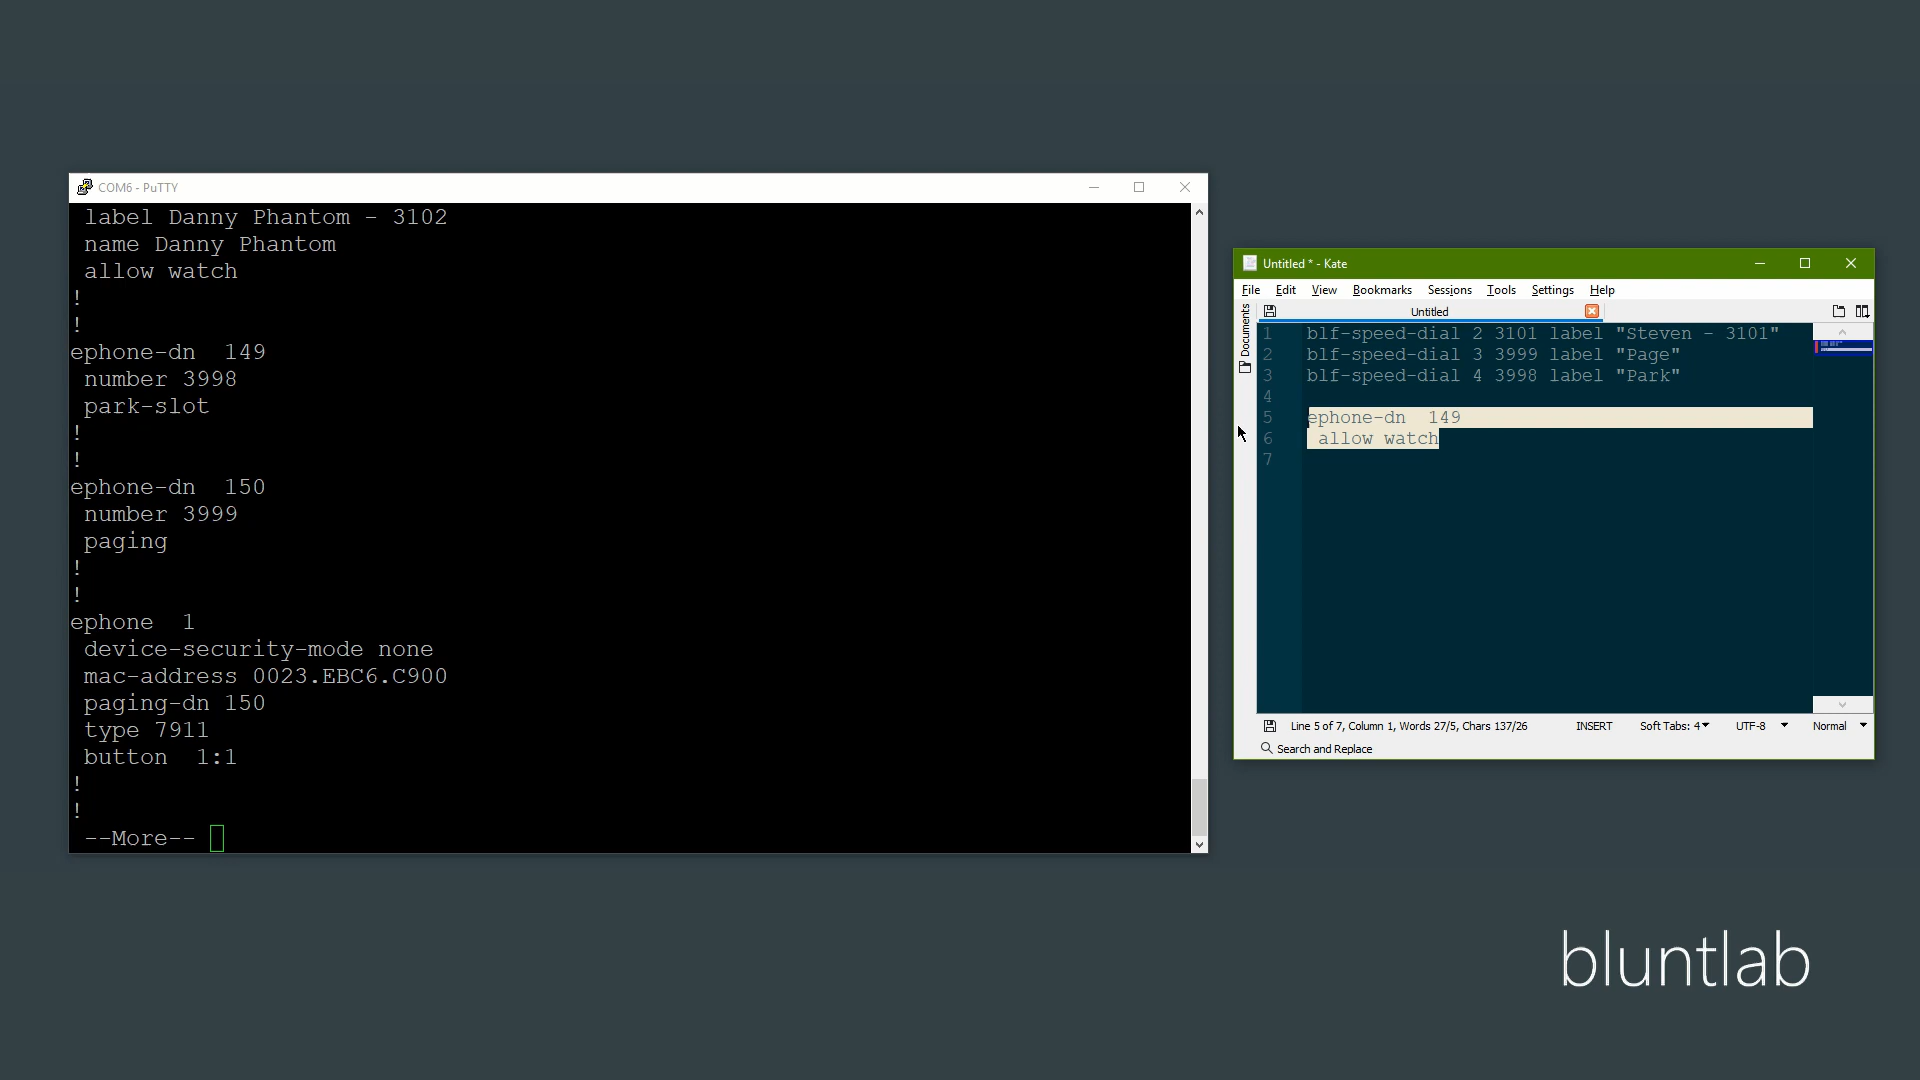 COM6 - PuTTY
label Danny Phantom - 3102
name Danny Phantom
allow watch
!
!
ephone-dn  149
number 3998
park-slot
!
!
ephone-dn  150
number 3999
paging
!
!
ephone  1
device-security-mode none
mac-address 0023.EBC6.C900
paging-dn 150
type 7911
button  1:1
!
!
--More--
Untitled * - Kate
File Edit View Bookmarks Sessions Tools Settings Help
Untitled
Documents
1 blf-speed-dial 2 3101 label "Steven - 3101"
2 blf-speed-dial 3 3999 label "Page"
3 blf-speed-dial 4 3998 label "Park"
4
5 ephone-dn  149
6 allow watch
7
Line 5 of 7, Column 1, Words 27/5, Chars 137/26 INSERT Soft Tabs: 4 UTF-8 Normal
Search and Replace
bluntlab